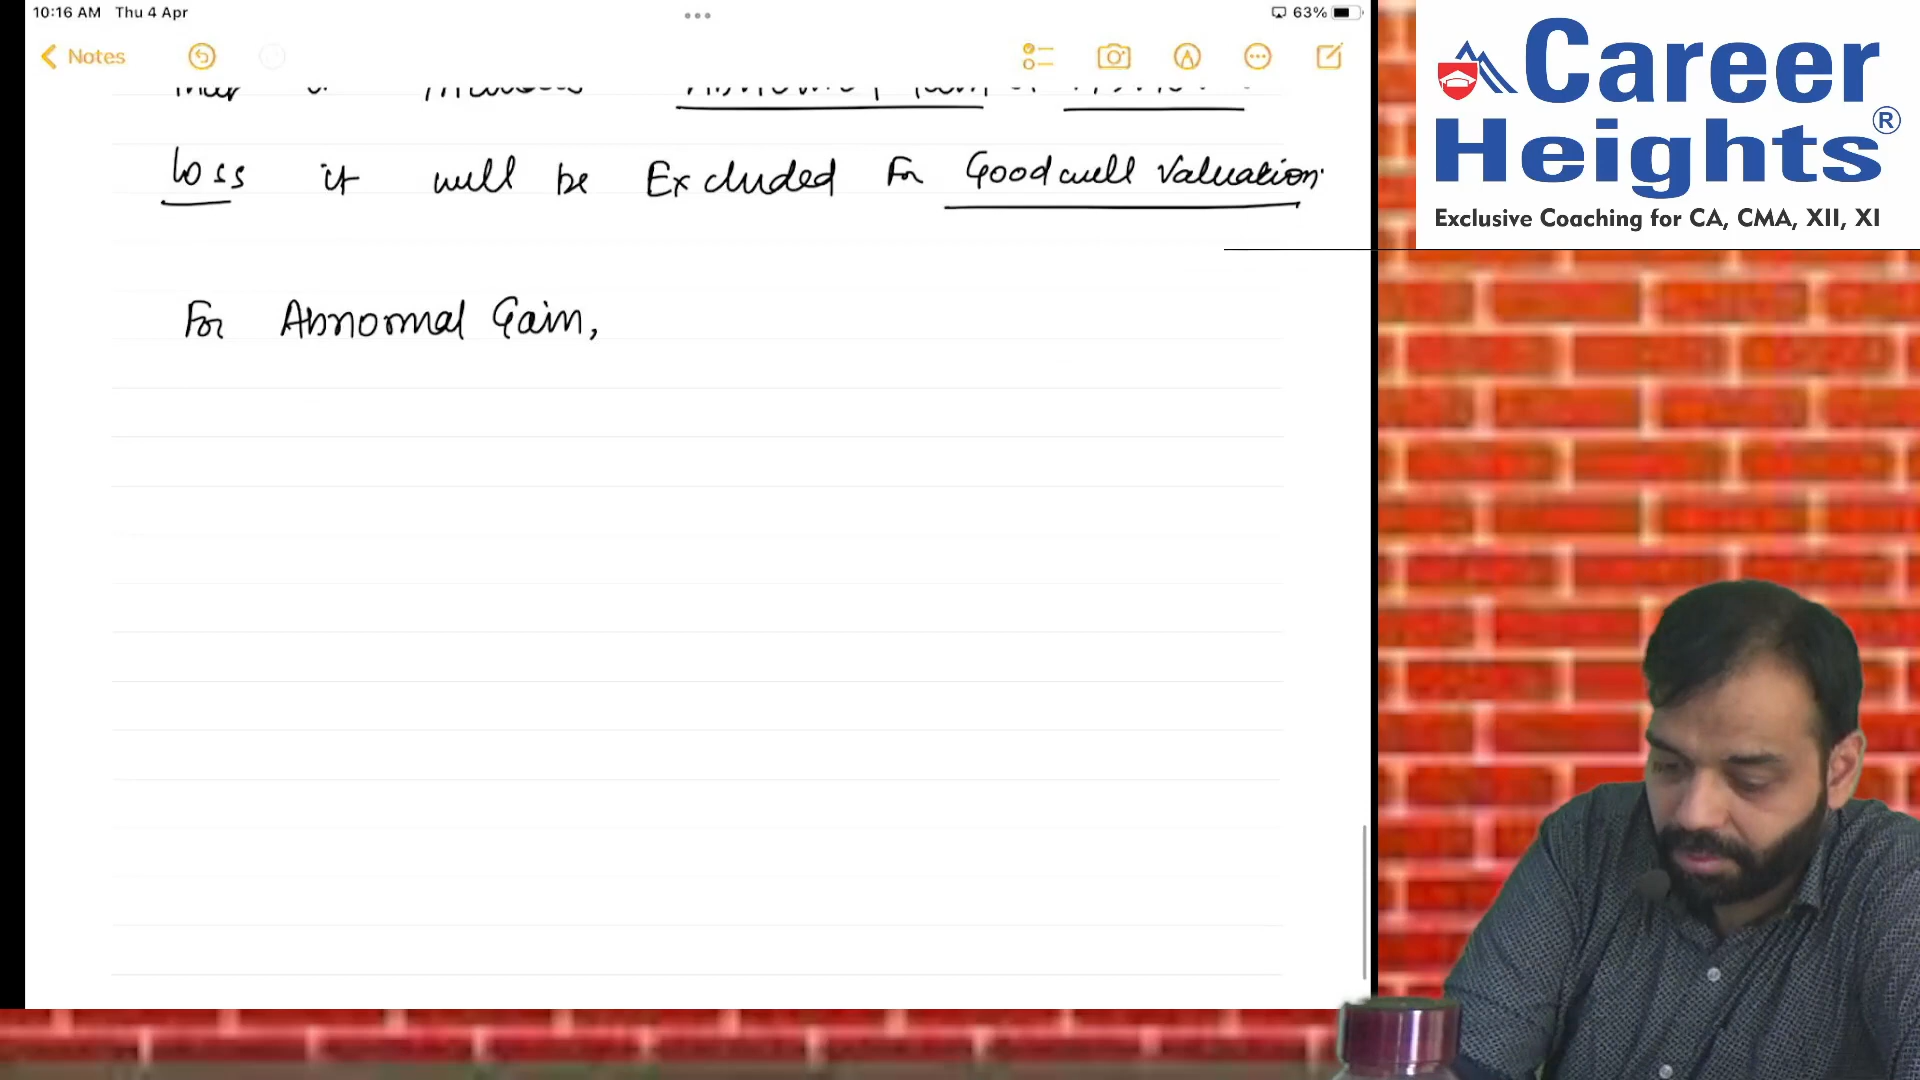 10:16 AM Thu 4 Apr
63%
Notes
loss it will be Excluded For Goodwill Valuation.
For Abnormal Gain,
Career
Heights®
Exclusive Coaching for CA, CMA, XII, XI